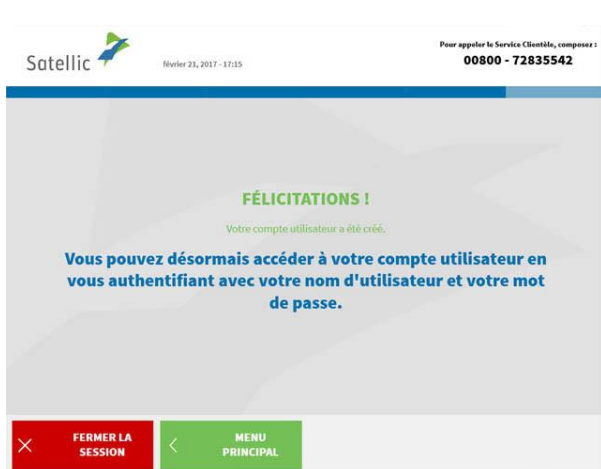 Pour appeler le Service Clientèle, composez :
Satellic
février 21, 2017 - 17:15
00800 - 72835542
FÉLICITATIONS !
Votre compte utilisateur a été créé.
Vous pouvez désormais accéder à votre compte utilisateur en
vous authentifiant avec votre nom d'utilisateur et votre mot
de passe.
FERMER LA
SESSION
MENU
PRINCIPAL